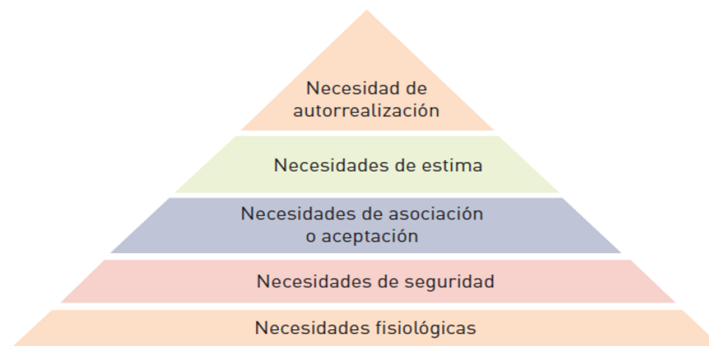 Necesidad de
autorrealización
Necesidades de estima
Necesidades de asociación
o aceptación
Necesidades de seguridad
Necesidades fisiológicas